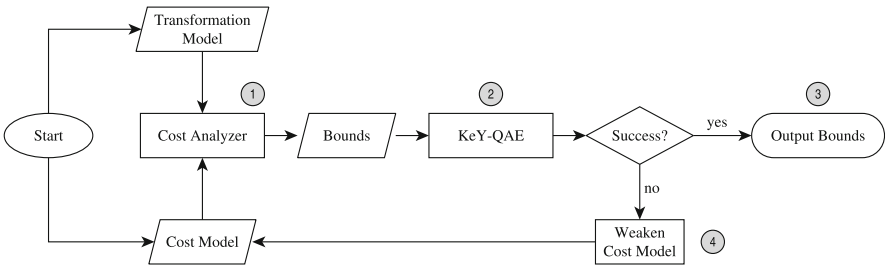 Transformation
Model
1
2
3
Start
Cost Analyzer
Bounds
KeY-QAE
Success?
yes
Output Bounds
no
Cost Model
Weaken
Cost Model
4